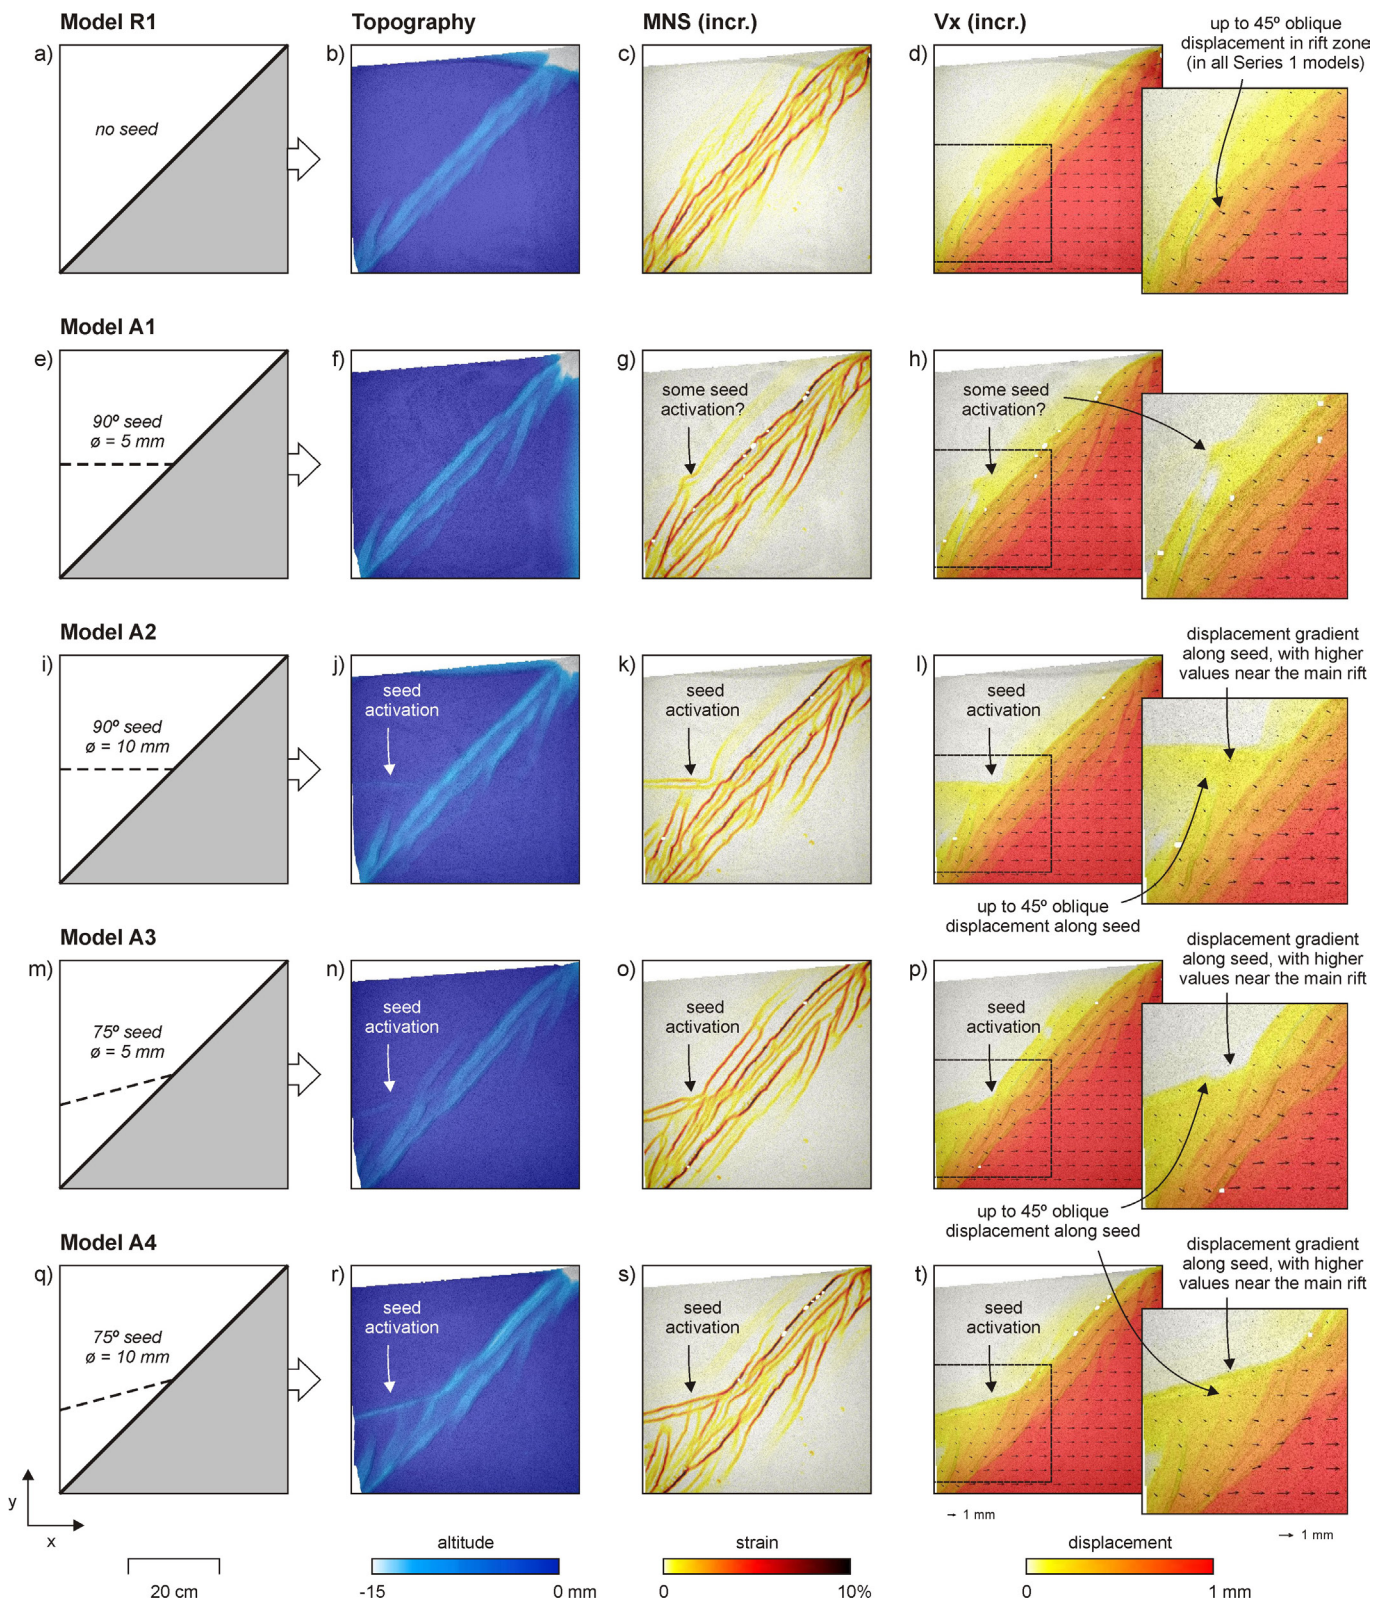 Model R1
Topography
MNS (incr.)
Vx (incr.)
up to 45º oblique
displacement in rift zone
(in all Series 1 models)
a)
b)
c)
d)
no seed
Model A1
e)
f)
g)
h)
90º seed
ø = 5 mm
some seed
activation?
some seed
activation?
Model A2
displacement gradient
along seed, with higher
values near the main rift
i)
j)
k)
l)
90º seed
ø = 10 mm
seed
activation
seed
activation
seed
activation
up to 45º oblique
displacement along seed
Model A3
displacement gradient
along seed, with higher
values near the main rift
m)
n)
o)
p)
75º seed
ø = 5 mm
seed
activation
seed
activation
seed
activation
up to 45º oblique
displacement along seed
Model A4
displacement gradient
along seed, with higher
values near the main rift
q)
r)
s)
t)
75º seed
ø = 10 mm
seed
activation
seed
activation
seed
activation
y
x
1 mm
1 mm
20 cm
altitude
-15
0 mm
strain
0
10%
displacement
0
1 mm